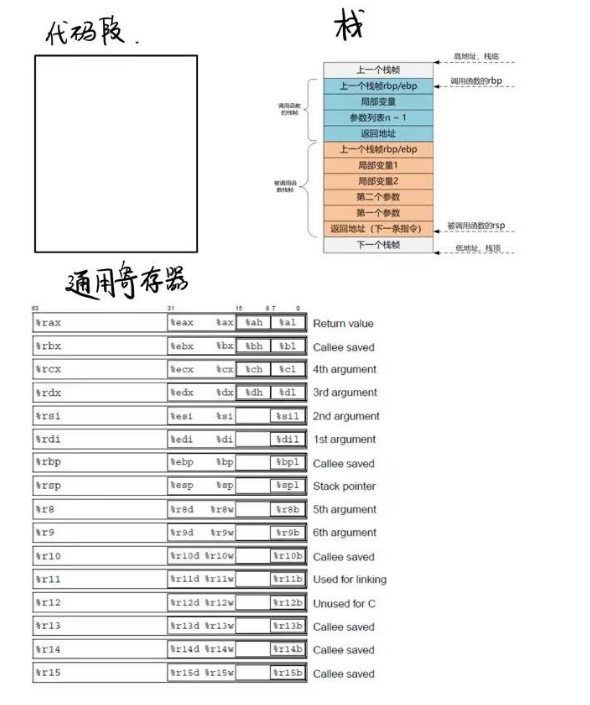 代码段.
栈
高地址，栈底
上一个栈帧
上一个栈帧rbp/ebp
调用函数的rbp
局部变量
调用函数
的栈帧
参数列表n ~ 1
返回地址
上一个栈帧rbp/ebp
局部变量1
局部变量2
被调用函
数栈帧
第二个参数
第一个参数
返回地址（下一条指令）
被调用函数的rsp
下一个栈帧
低地址，栈顶
通用寄存器
63 31 15 8 7 0
%rax %eax %ax %ah %al Return value
%rbx %ebx %bx %bh %bl Callee saved
%rcx %ecx %cx %ch %cl 4th argument
%rdx %edx %dx %dh %dl 3rd argument
%rsi %esi %si %sil 2nd argument
%rdi %edi %di %dil 1st argument
%rbp %ebp %bp %bpl Callee saved
%rsp %esp %sp %spl Stack pointer
%r8 %r8d %r8w %r8b 5th argument
%r9 %r9d %r9w %r9b 6th argument
%r10 %r10d %r10w %r10b Callee saved
%r11 %r11d %r11w %r11b Used for linking
%r12 %r12d %r12w %r12b Unused for C
%r13 %r13d %r13w %r13b Callee saved
%r14 %r14d %r14w %r14b Callee saved
%r15 %r15d %r15w %r15b Callee saved